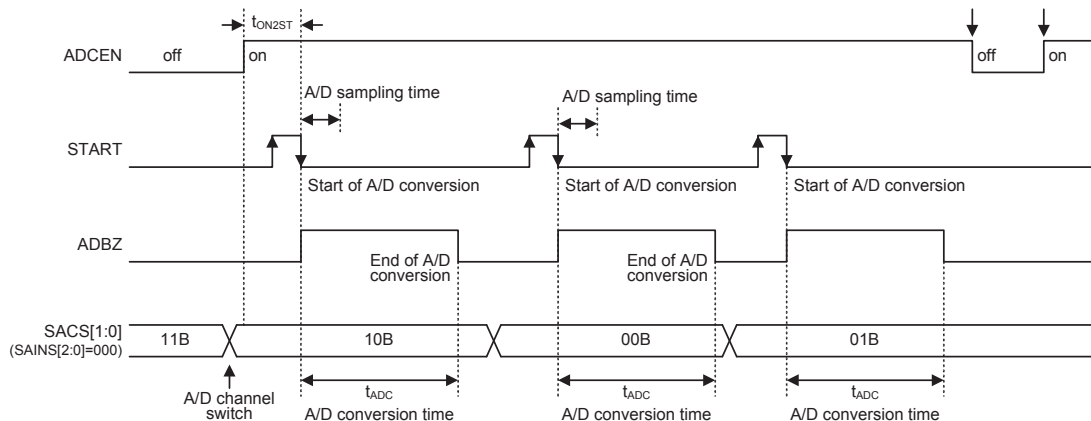 tON2ST
ADCEN
off
on
off
on
A/D sampling time
A/D sampling time
START
Start of A/D conversion
Start of A/D conversion
Start of A/D conversion
ADBZ
End of A/D
conversion
End of A/D
conversion
SACS[1:0]
(SAINS[2:0]=000)
11B
10B
00B
01B
A/D channel
switch
tADC
A/D conversion time
tADC
A/D conversion time
tADC
A/D conversion time